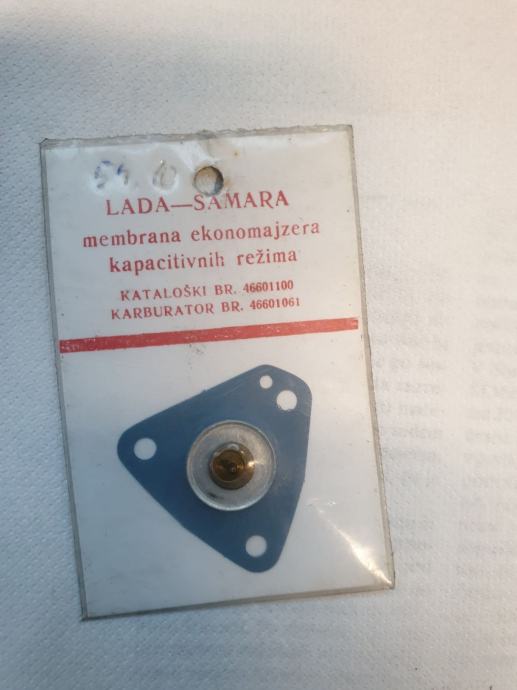 LADA—SAMARA
membrana ekonomajzera
kapacitivnih režima
KATALOŠKI BR. 46601100
KARBURATOR BR. 46601061